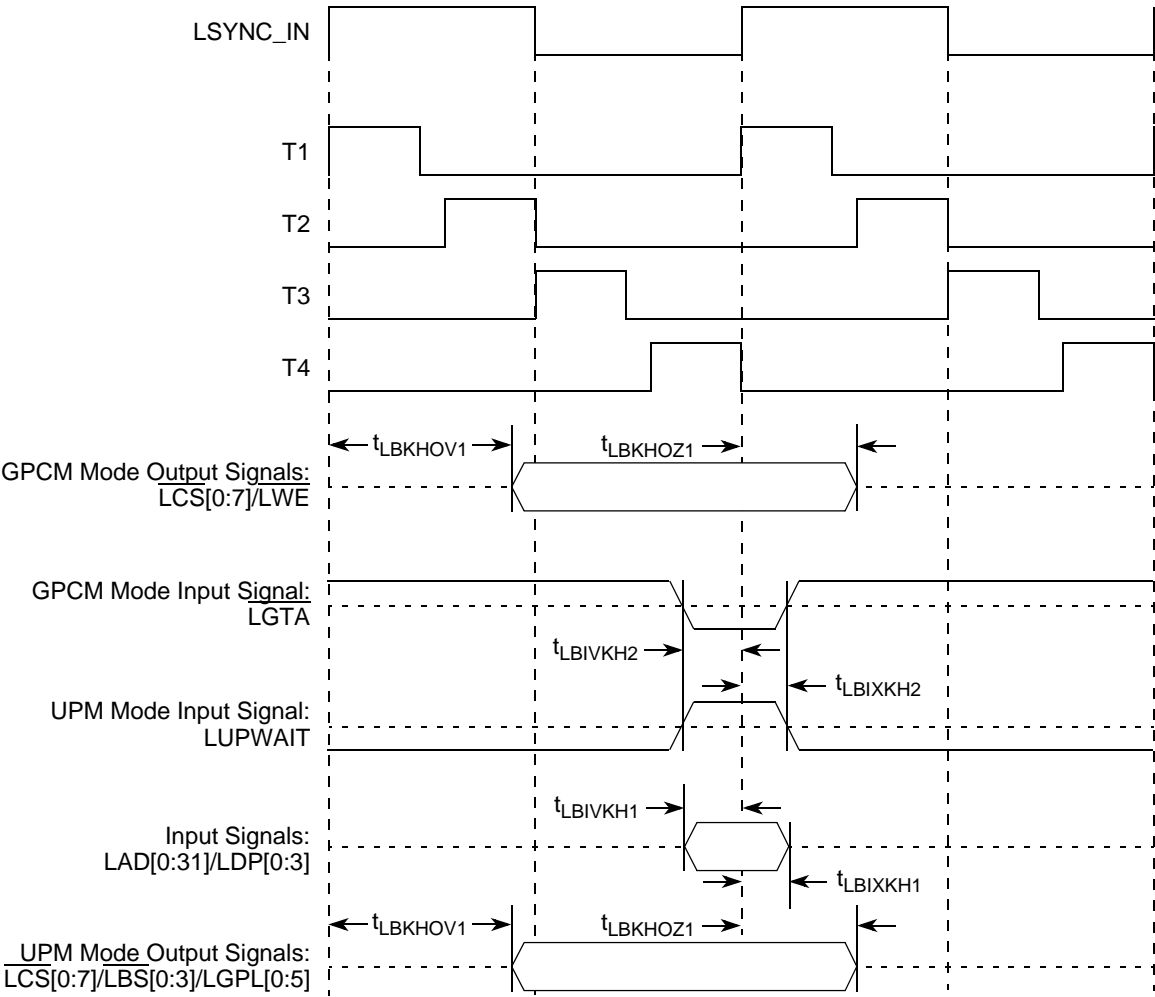 LSYNC_IN
T1
T2
T3
T4
tLBKHOV1
tLBKHOZ1
GPCM Mode Output Signals:
LCS[0:7]/LWE
GPCM Mode Input Signal:
LGTA
tLBIVKH2
tLBIXKH2
UPM Mode Input Signal:
LUPWAIT
tLBIVKH1
Input Signals:
LAD[0:31]/LDP[0:3]
tLBIXKH1
tLBKHOV1
tLBKHOZ1
UPM Mode Output Signals:
LCS[0:7]/LBS[0:3]/LGPL[0:5]